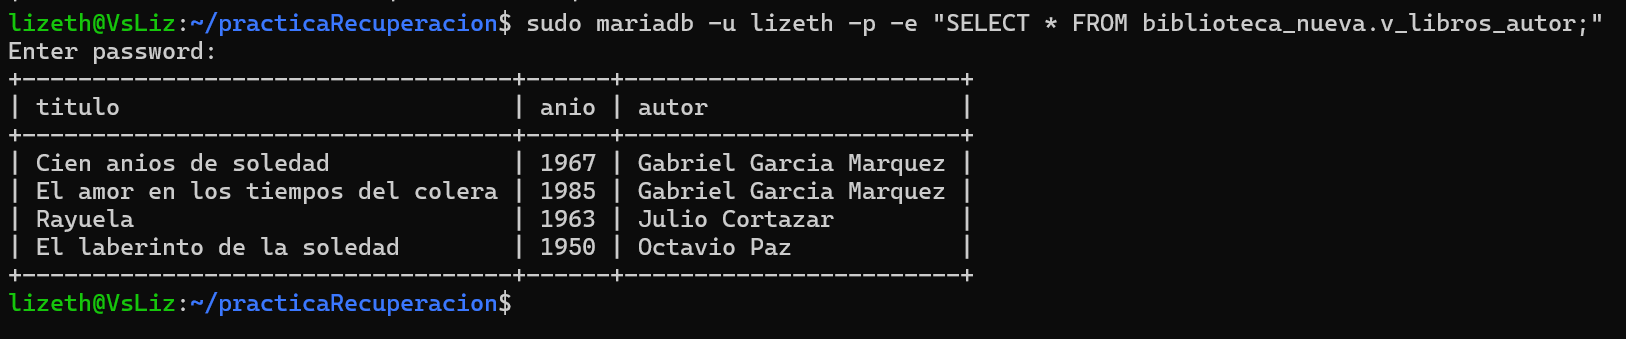 lizeth@VsLiz:~/practicaRecuperacion$ sudo mariadb -u lizeth -p -e "SELECT * FROM biblioteca_nueva.v_libros_autor;"
Enter password:
+-----------------------------------+------+------------------------+
| titulo                            | anio | autor                  |
+-----------------------------------+------+------------------------+
| Cien anios de soledad             | 1967 | Gabriel Garcia Marquez |
| El amor en los tiempos del colera | 1985 | Gabriel Garcia Marquez |
| Rayuela                           | 1963 | Julio Cortazar         |
| El laberinto de la soledad        | 1950 | Octavio Paz            |
+-----------------------------------+------+------------------------+
lizeth@VsLiz:~/practicaRecuperacion$